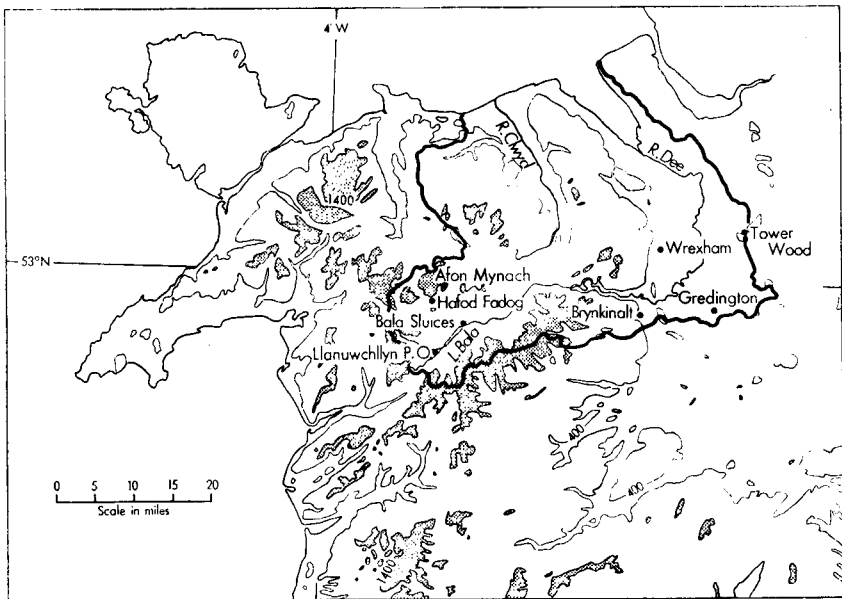 4°W
R. Clwyd
R. Dee
1400
53°N
Wrexham
Tower
Wood
Afon Mynach
Hafod Fadog
Brynkinalt
Gredington
Bala Sluices
Llanuwchllyn P.O.
L. Bala
400
400
0 5 10 15 20
Scale in miles
1400